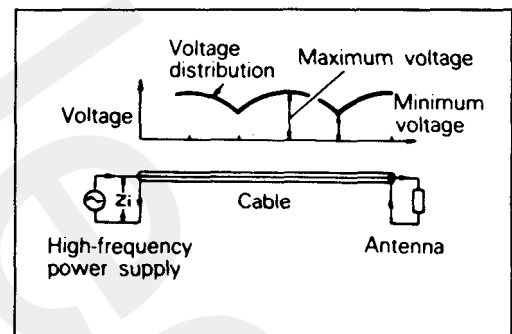 Voltage
distribution
Maximum voltage
Voltage
Minimum
voltage
Zi
Cable
High-frequency
power supply
Antenna